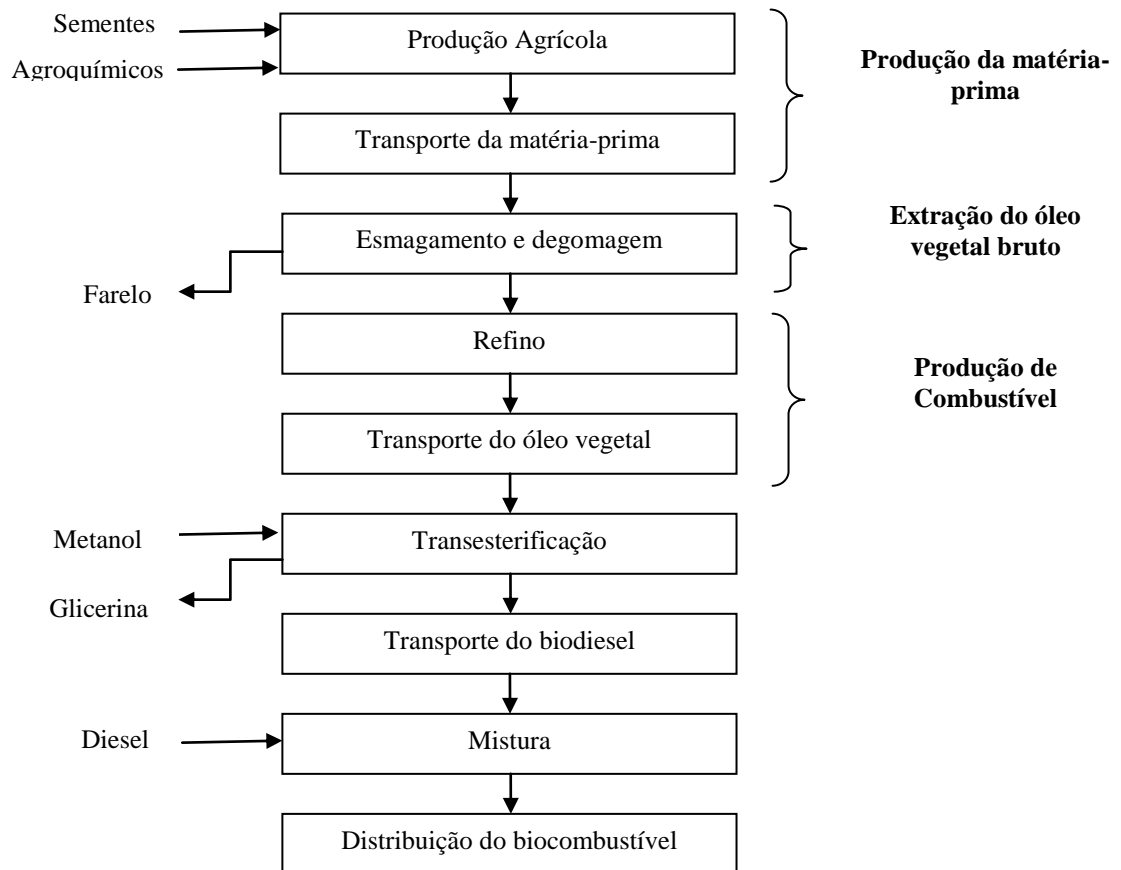 Sementes
Produção Agrícola
Agroquímicos
Produção da matéria-
prima
Transporte da matéria-prima
Esmagamento e degomagem
Extração do óleo
vegetal bruto
Farelo
Refino
Produção de
Combustível
Transporte do óleo vegetal
Metanol
Transesterificação
Glicerina
Transporte do biodiesel
Diesel
Mistura
Distribuição do biocombustível